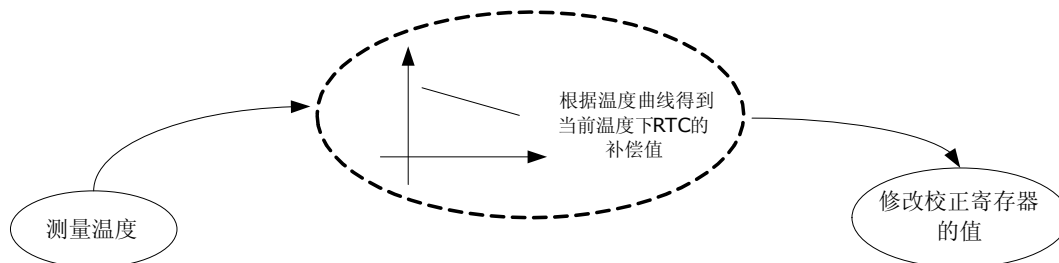 测量温度
根据温度曲线得到
当前温度下RTC的
补偿值
修改校正寄存器
的值